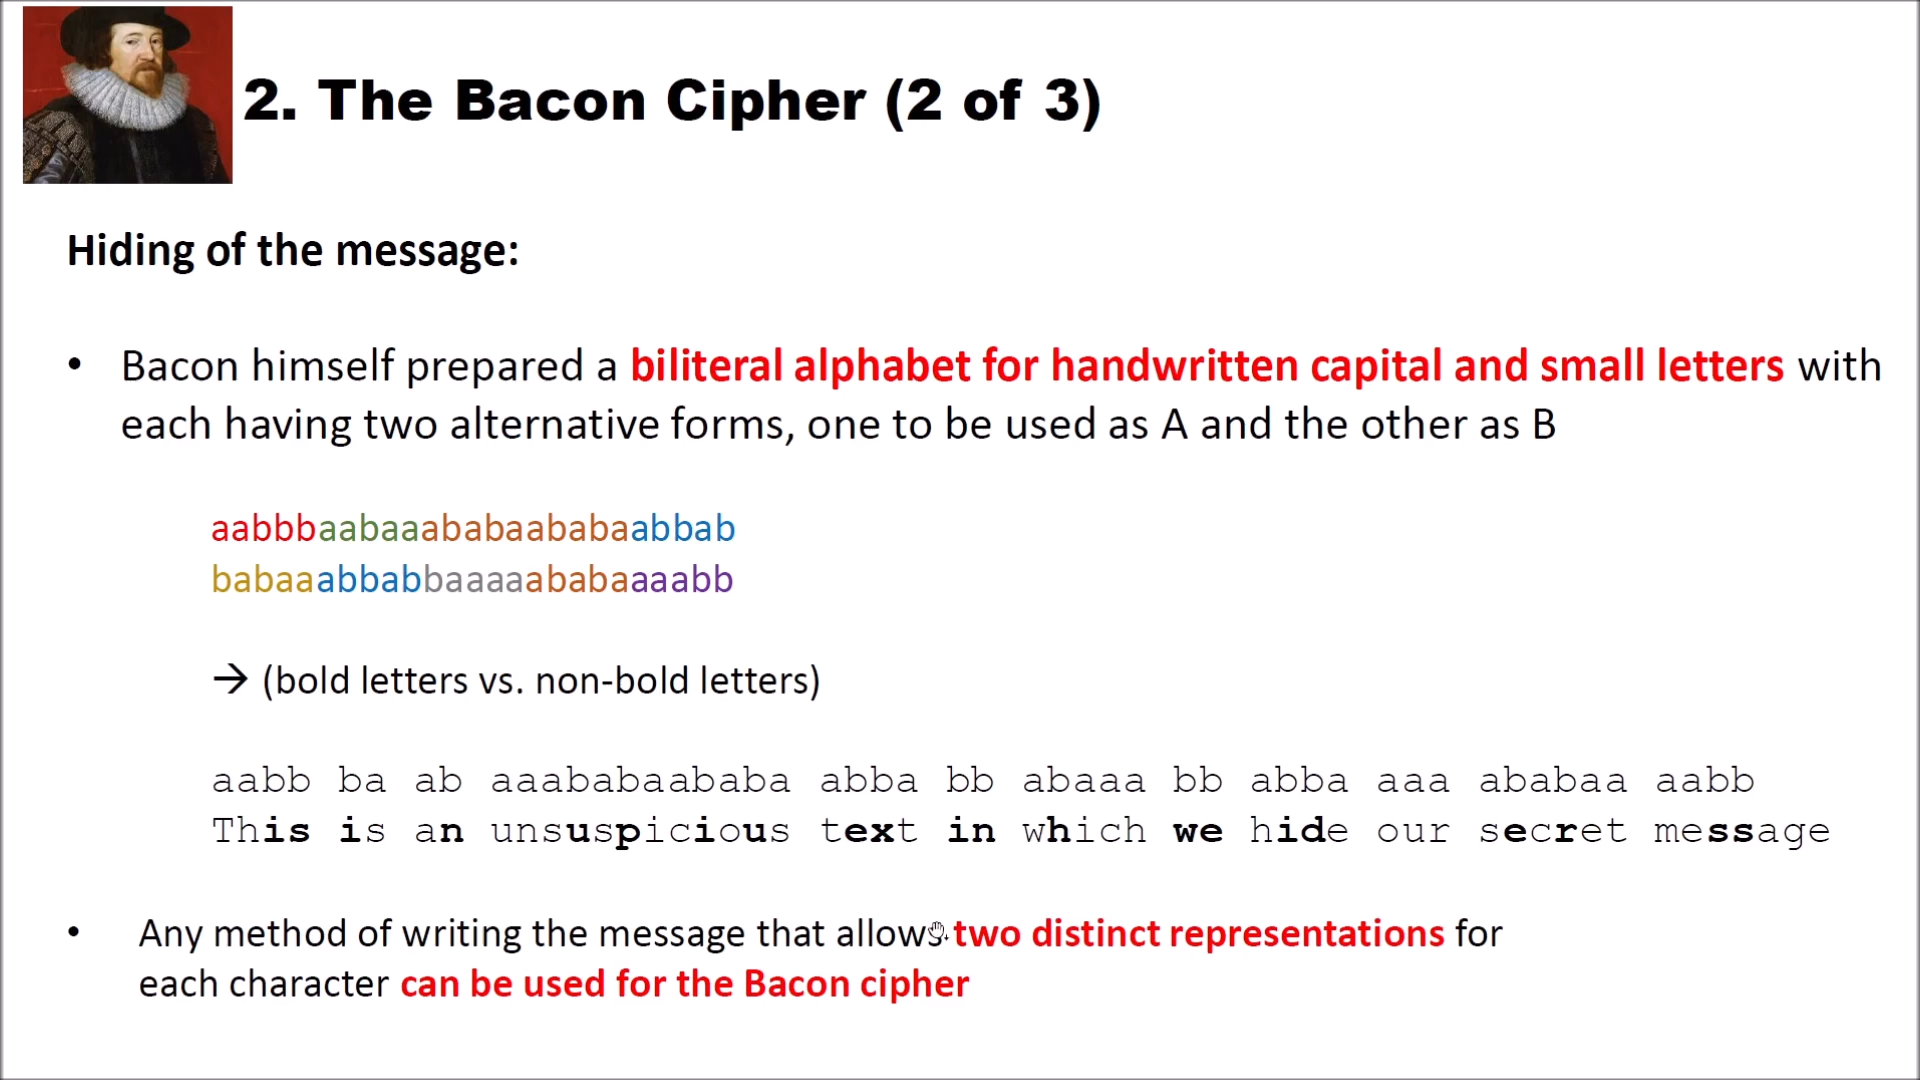 2. The Bacon Cipher (2 of 3)
Hiding of the message:
• Bacon himself prepared a biliteral alphabet for handwritten capital and small letters with
each having two alternative forms, one to be used as A and the other as B
aabbbaabaaababaababaabbab
babaaabbabbaaaaababaaaabb
→ (bold letters vs. non-bold letters)
aabb ba ab aaababaababa abba bb abaaa bb abba aaa ababaa aabb
This is an unsuspicious text in which we hide our secret message
• Any method of writing the message that allows two distinct representations for
each character can be used for the Bacon cipher